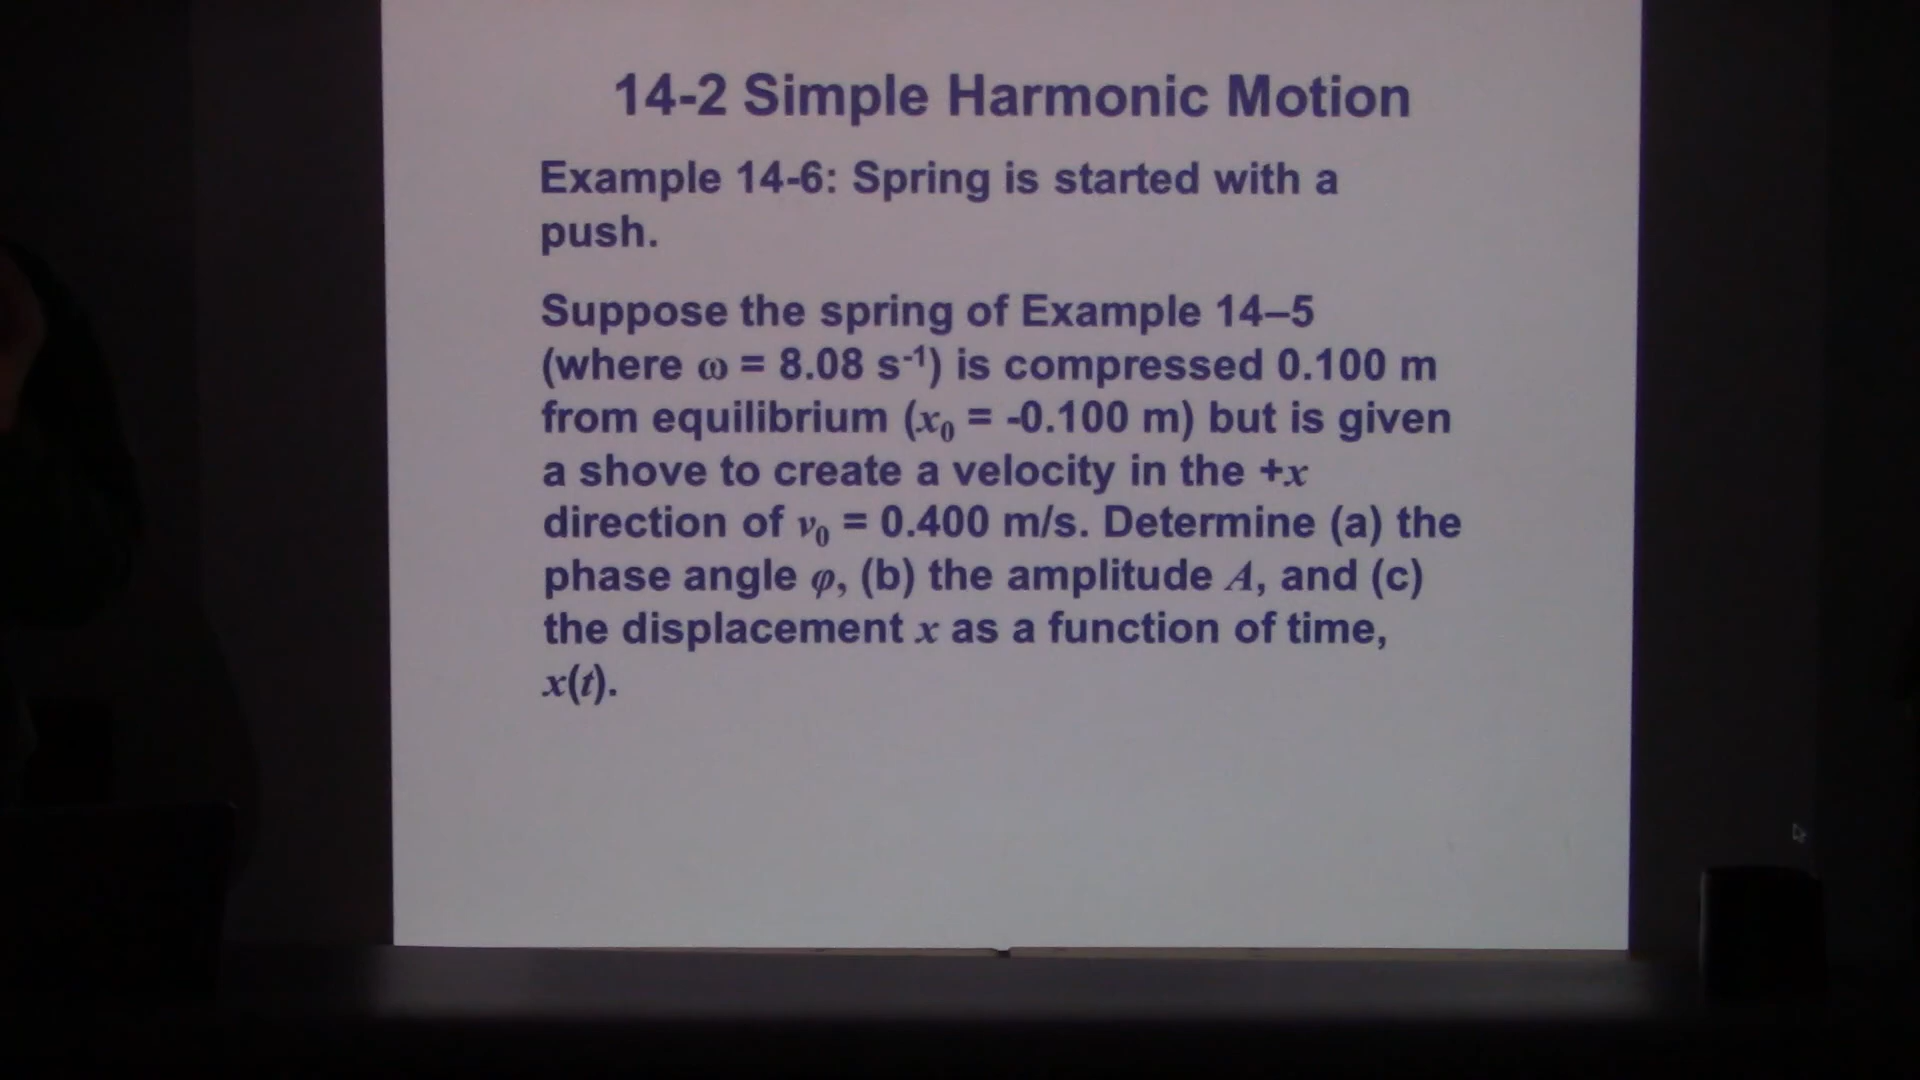 14-2 Simple Harmonic Motion
Example 14-6: Spring is started with a
push.
Suppose the spring of Example 14–5
(where ω = 8.08 s⁻¹) is compressed 0.100 m
from equilibrium (x₀ = -0.100 m) but is given
a shove to create a velocity in the +x
direction of v₀ = 0.400 m/s. Determine (a) the
phase angle φ, (b) the amplitude A, and (c)
the displacement x as a function of time,
x(t).